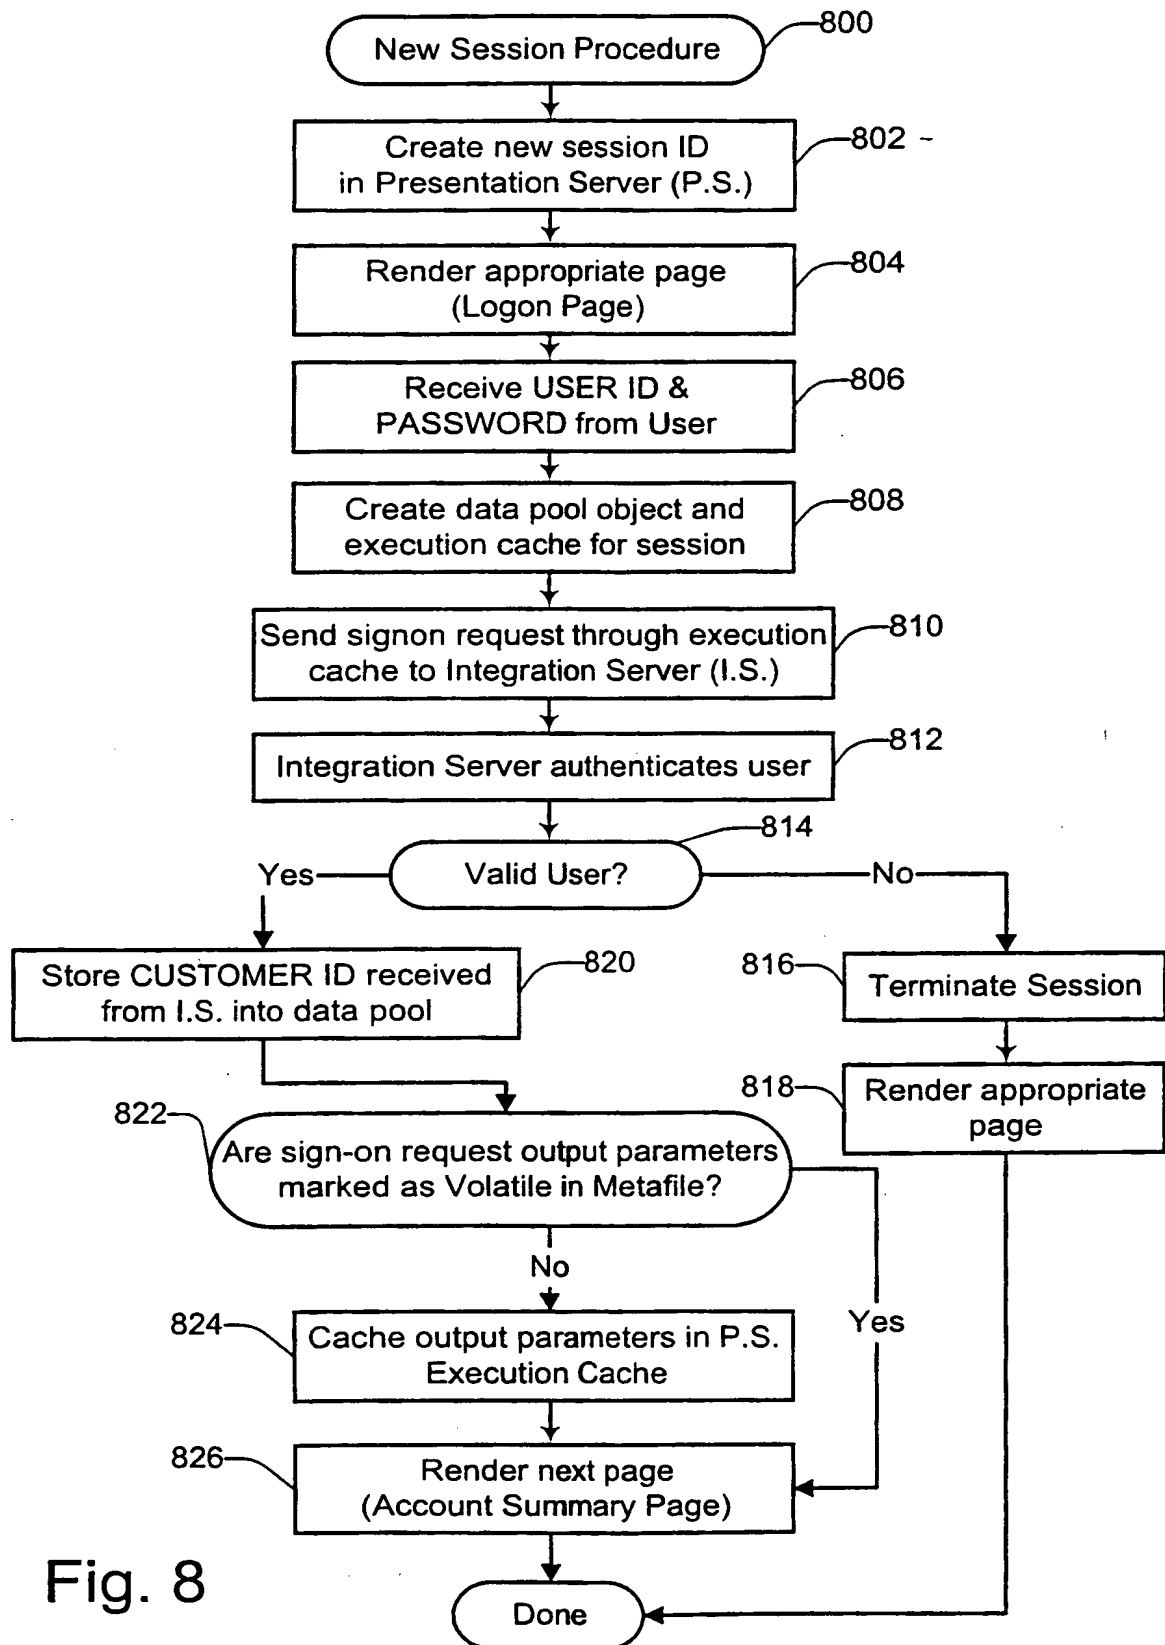 New Session Procedure
800
Create new session ID
in Presentation Server (P.S.)
802
Render appropriate page
(Logon Page)
804
Receive USER ID &
PASSWORD from User
806
Create data pool object and
execution cache for session
808
Send signon request through execution
cache to Integration Server (I.S.)
810
Integration Server authenticates user
812
Valid User?
814
Yes
No
Store CUSTOMER ID received
from I.S. into data pool
820
816
Terminate Session
818
Render appropriate
page
822
Are sign-on request output parameters
marked as Volatile in Metafile?
No
Yes
824
Cache output parameters in P.S.
Execution Cache
826
Render next page
(Account Summary Page)
Done
Fig. 8